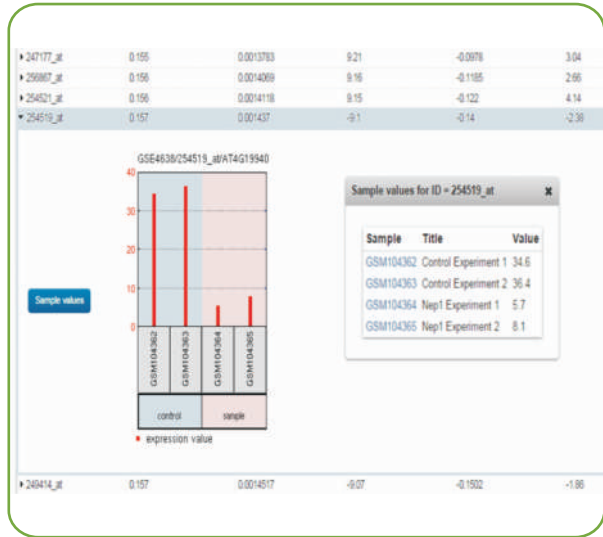 247177_at 0.155 0.0013783 9.21 -0.0978 3.04
256867_at 0.156 0.0014069 9.16 -0.1185 2.66
254521_at 0.156 0.0014118 9.15 -0.122 4.14
254519_at 0.157 0.001437 -9.1 -0.14 -2.38
GSE4638/254519_at/AT4G19940
40
30
20
10
0
GSM104362
GSM104363
GSM104364
GSM104365
control sample
expression value
Sample values
Sample values for ID = 254519_at ×
Sample Title Value
GSM104362 Control Experiment 1 34.6
GSM104363 Control Experiment 2 36.4
GSM104364 Nep1 Experiment 1 5.7
GSM104365 Nep1 Experiment 2 8.1
249414_at 0.157 0.0014517 -9.07 -0.1502 -1.86